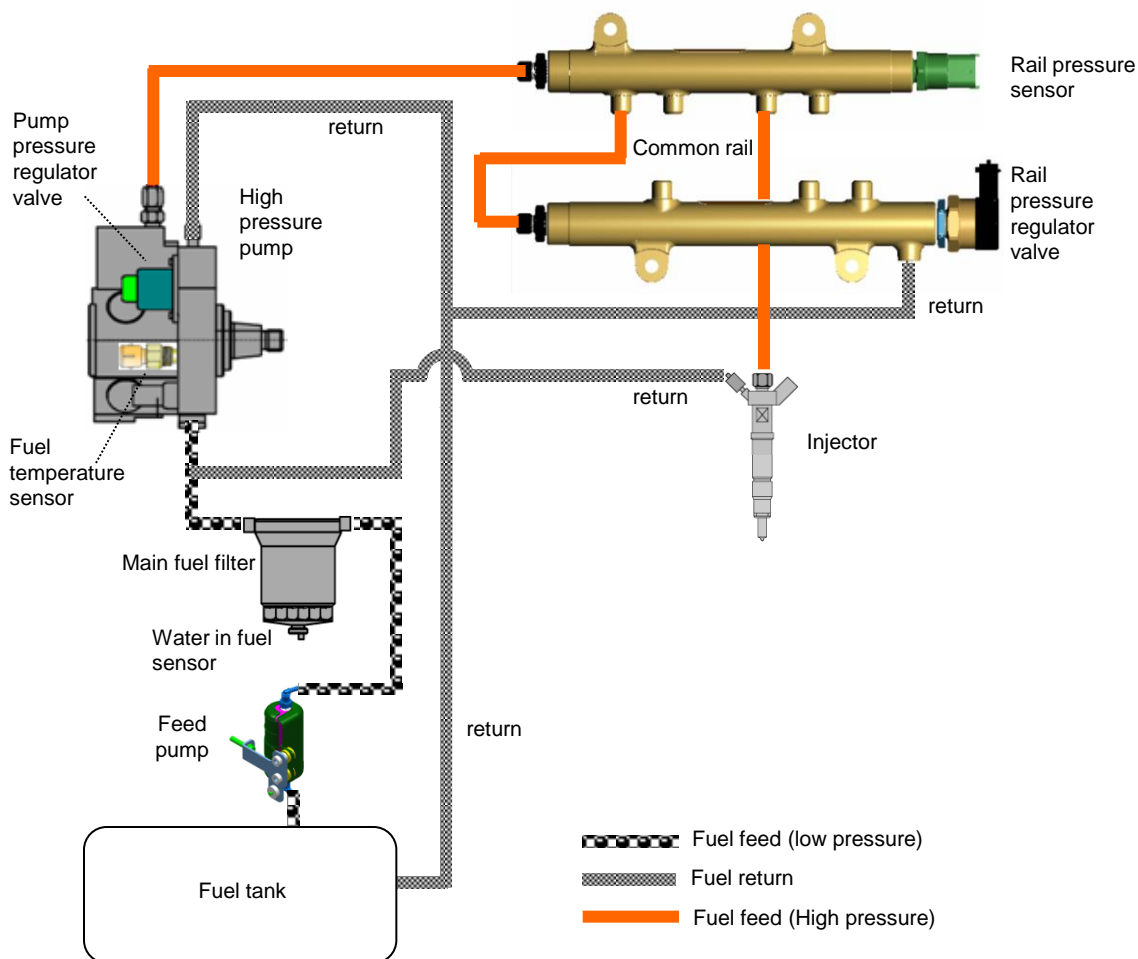 Rail pressure
sensor
return
Pump
pressure
regulator
valve
Common rail
High
pressure
pump
Rail
pressure
regulator
valve
return
return
Injector
Fuel
temperature
sensor
Main fuel filter
Water in fuel
sensor
Feed
pump
return
Fuel feed (low pressure)
Fuel tank
Fuel return
Fuel feed (High pressure)